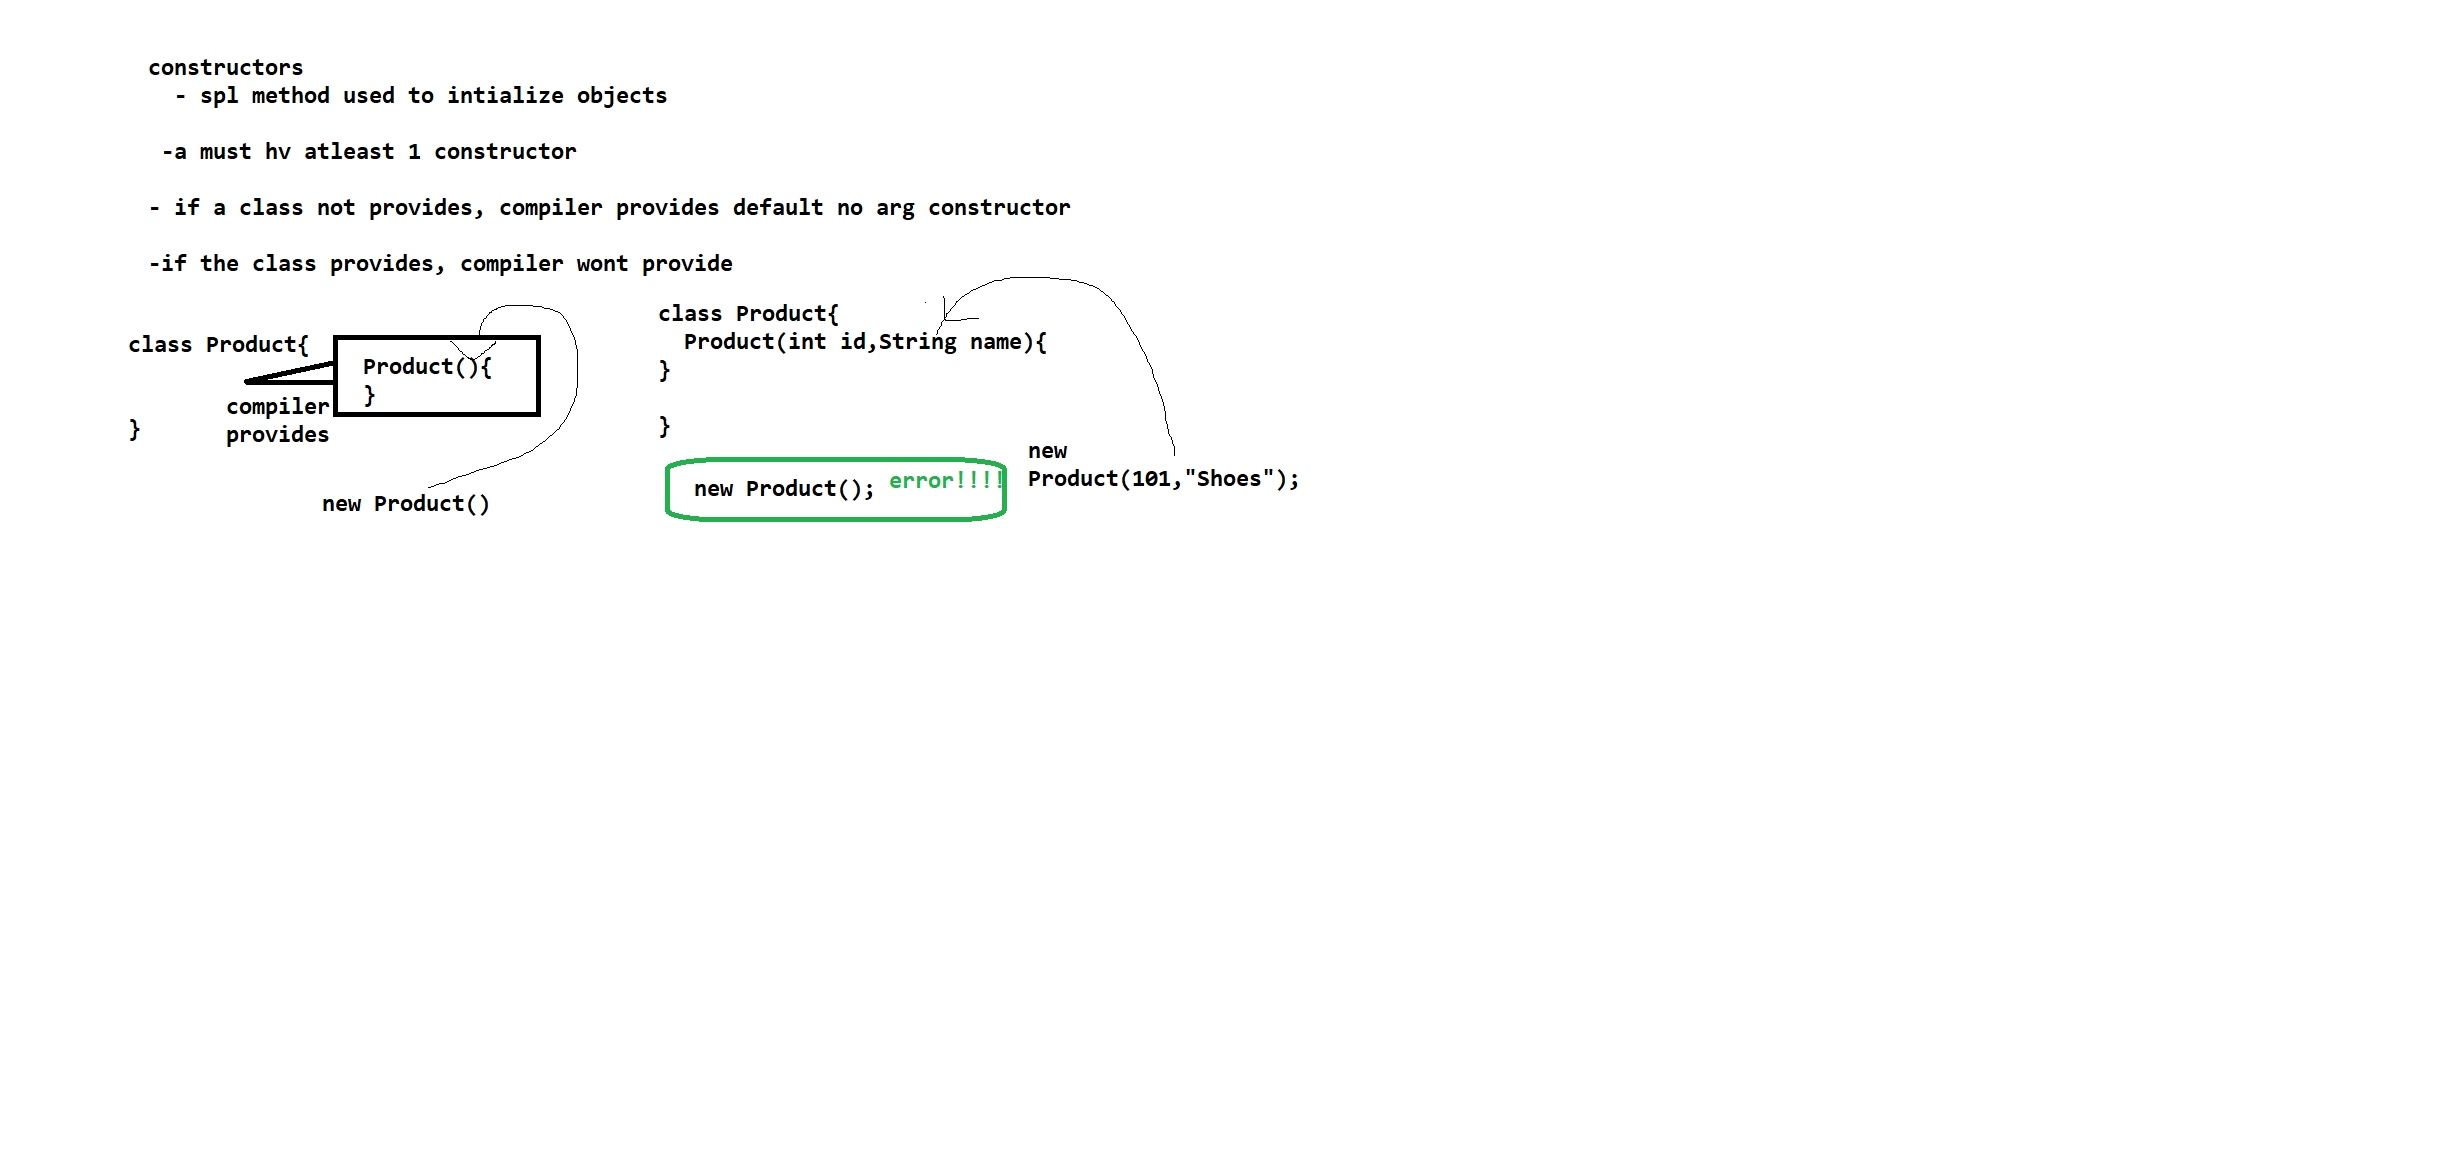 constructors
- spl method used to intialize objects
-a must hv atleast 1 constructor
- if a class not provides, compiler provides default no arg constructor
-if the class provides, compiler wont provide
class Product{
Product(){
}
compiler
provides
}
new Product()
class Product{
Product(int id,String name){
}
}
new Product(); error!!!!
new
Product(101,"Shoes");